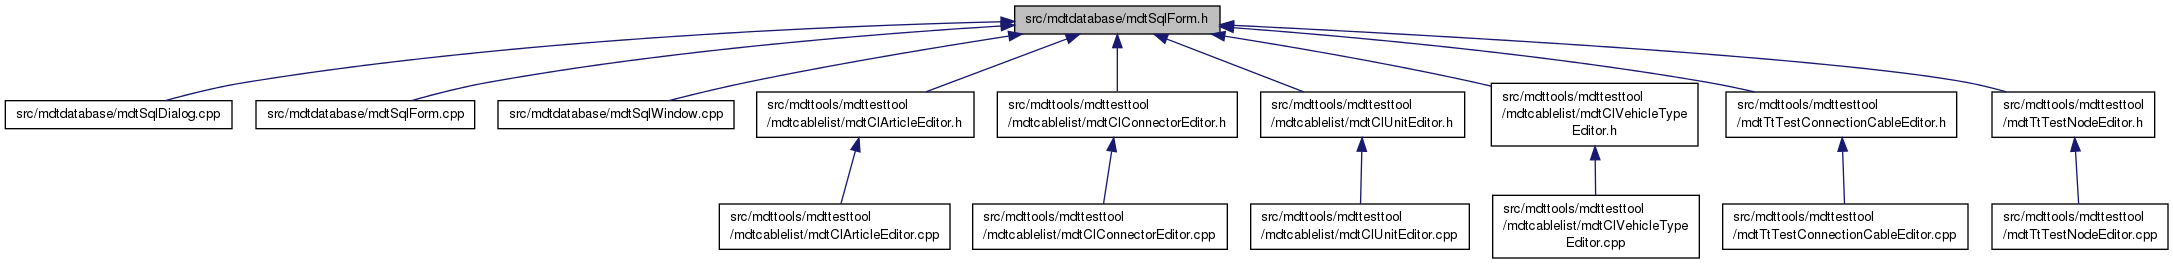 src/mdtdatabase/mdtSqlForm.h
src/mdtdatabase/mdtSqlDialog.cpp
src/mdtdatabase/mdtSqlForm.cpp
src/mdtdatabase/mdtSqlWindow.cpp
src/mdttools/mdttesttool
/mdtcablelist/mdtClArticleEditor.h
src/mdttools/mdttesttool
/mdtcablelist/mdtClConnectorEditor.h
src/mdttools/mdttesttool
/mdtcablelist/mdtClUnitEditor.h
src/mdttools/mdttesttool
/mdtcablelist/mdtClVehicleType
Editor.h
src/mdttools/mdttesttool
/mdtTtTestConnectionCableEditor.h
src/mdttools/mdttesttool
/mdtTtTestNodeEditor.h
src/mdttools/mdttesttool
/mdtcablelist/mdtClArticleEditor.cpp
src/mdttools/mdttesttool
/mdtcablelist/mdtClConnectorEditor.cpp
src/mdttools/mdttesttool
/mdtcablelist/mdtClUnitEditor.cpp
src/mdttools/mdttesttool
/mdtcablelist/mdtClVehicleType
Editor.cpp
src/mdttools/mdttesttool
/mdtTtTestConnectionCableEditor.cpp
src/mdttools/mdttesttool
/mdtTtTestNodeEditor.cpp